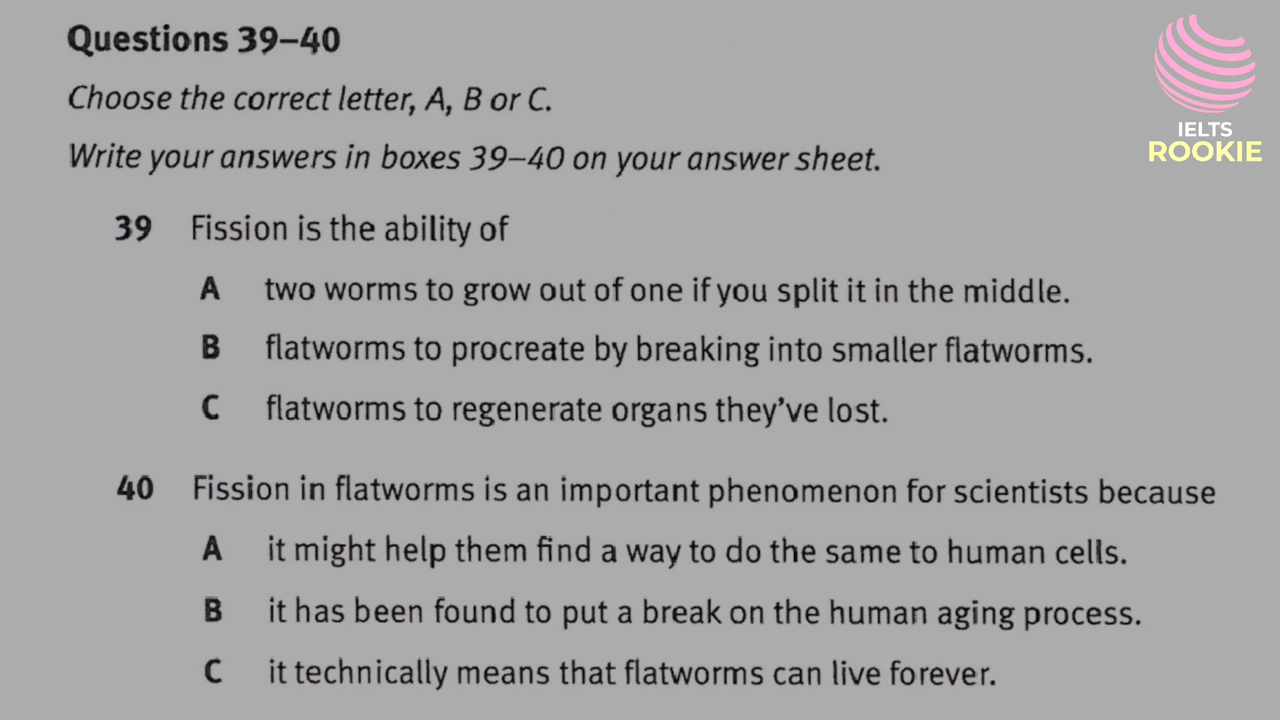 Questions 39–40
Choose the correct letter, A, B or C.
Write your answers in boxes 39–40 on your answer sheet.
39 Fission is the ability of
A two worms to grow out of one if you split it in the middle.
B flatworms to procreate by breaking into smaller flatworms.
C flatworms to regenerate organs they've lost.
40 Fission in flatworms is an important phenomenon for scientists because
A it might help them find a way to do the same to human cells.
B it has been found to put a break on the human aging process.
C it technically means that flatworms can live forever.
IELTS
ROOKIE